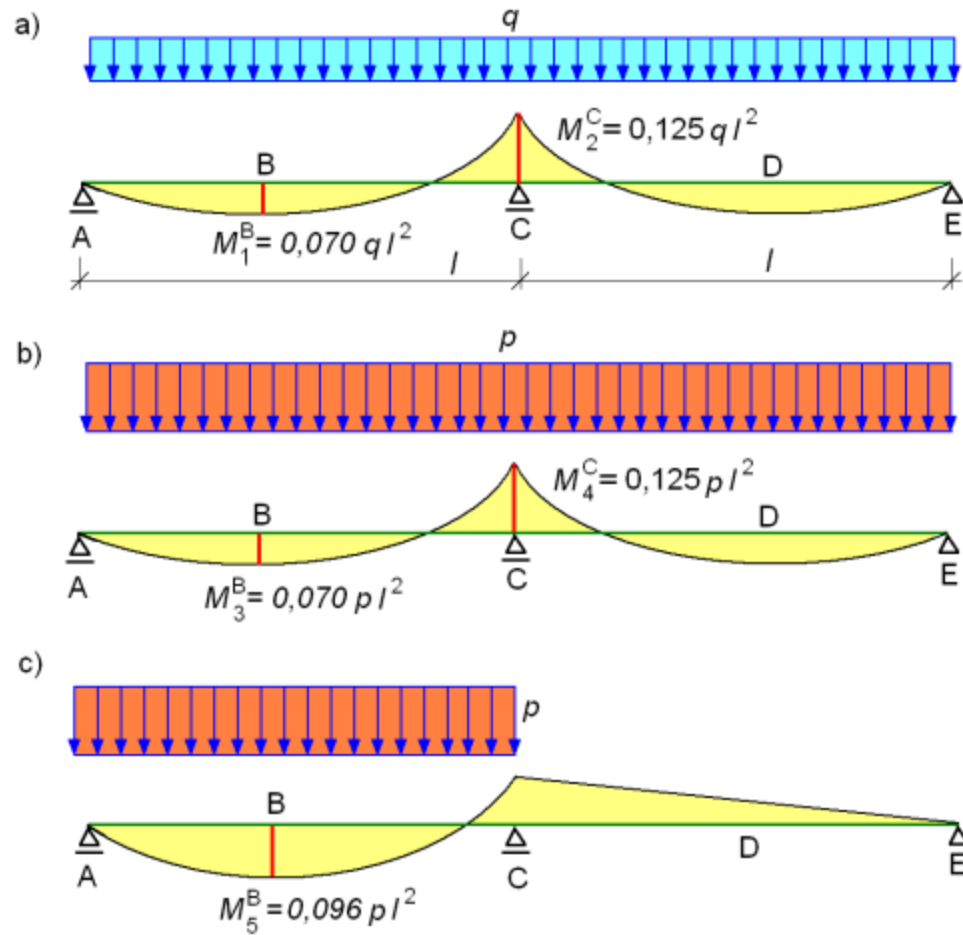 a)
q
M₂ᶜ = 0,125 q l²
B
D
A
C
E
M₁ᴮ = 0,070 q l²
l
l
b)
p
M₄ᶜ = 0,125 p l²
B
D
A
C
E
M₃ᴮ = 0,070 p l²
c)
p
B
A
C
D
E
M₅ᴮ = 0,096 p l²